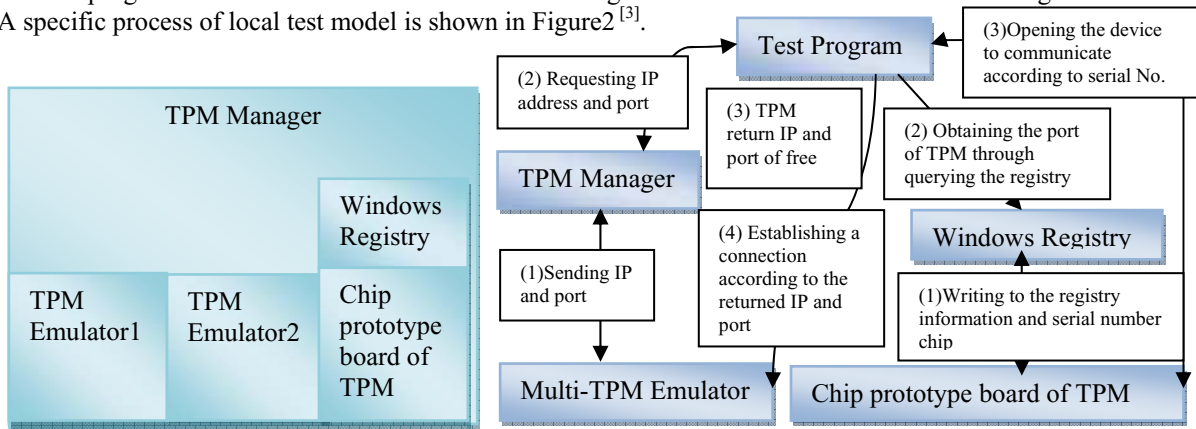 A specific process of local test model is shown in Figure2 [3].
TPM Manager
Windows
Registry
TPM
Emulator1
TPM
Emulator2
Chip
prototype
board of
TPM
Test Program
(2) Requesting IP
address and port
(3) TPM
return IP and
port of free
(3)Opening the device
to communicate
according to serial No.
(2) Obtaining the port
of TPM through
querying the registry
TPM Manager
(4) Establishing a
connection
according to the
returned IP and
port
Windows Registry
(1)Sending IP
and port
(1)Writing to the registry
information and serial number
chip
Multi-TPM Emulator
Chip prototype board of TPM